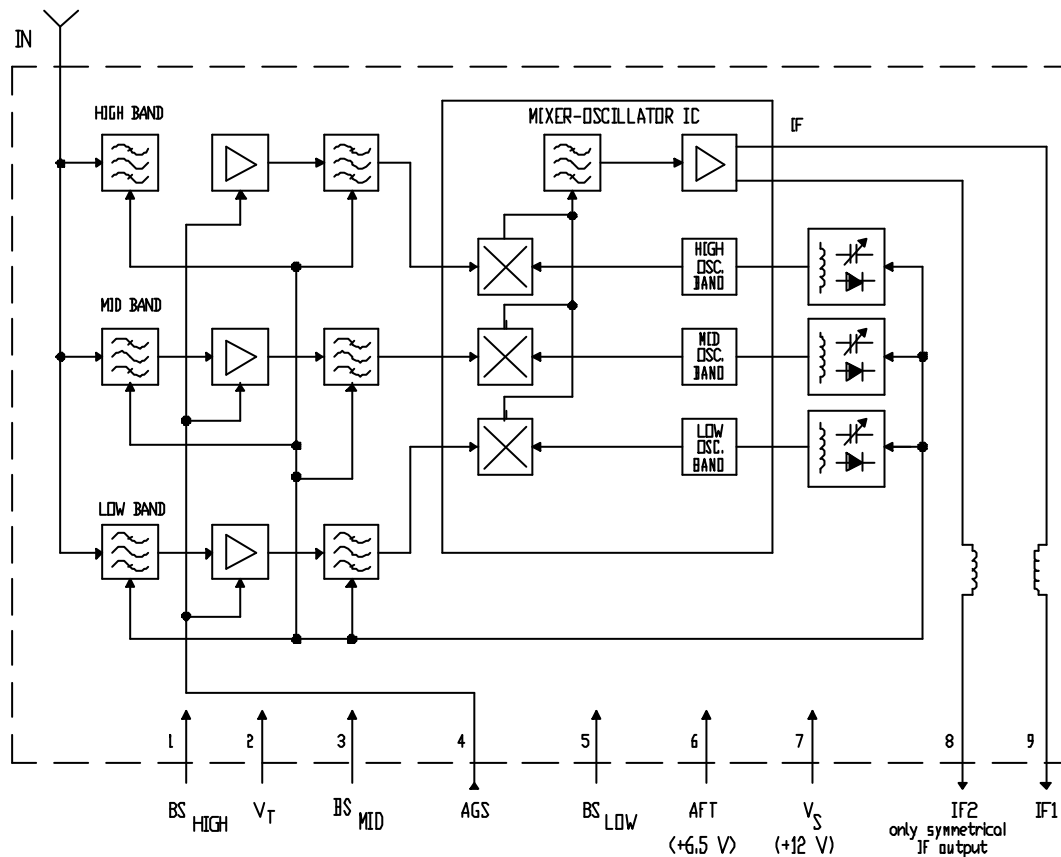 IN
HIGH BAND
MIXER-OSCILLATOR IC
IF
HIGH
OSC.
BAND
MID BAND
MID
OSC.
BAND
LOW
OSC.
BAND
LOW BAND
1
2
3
4
5
6
7
8
9
BS HIGH
VT
BS MID
AGS
BS LOW
AFT
(+6.5 V)
VS
(+12 V)
IF2
only symmetrical
IF output
IF1